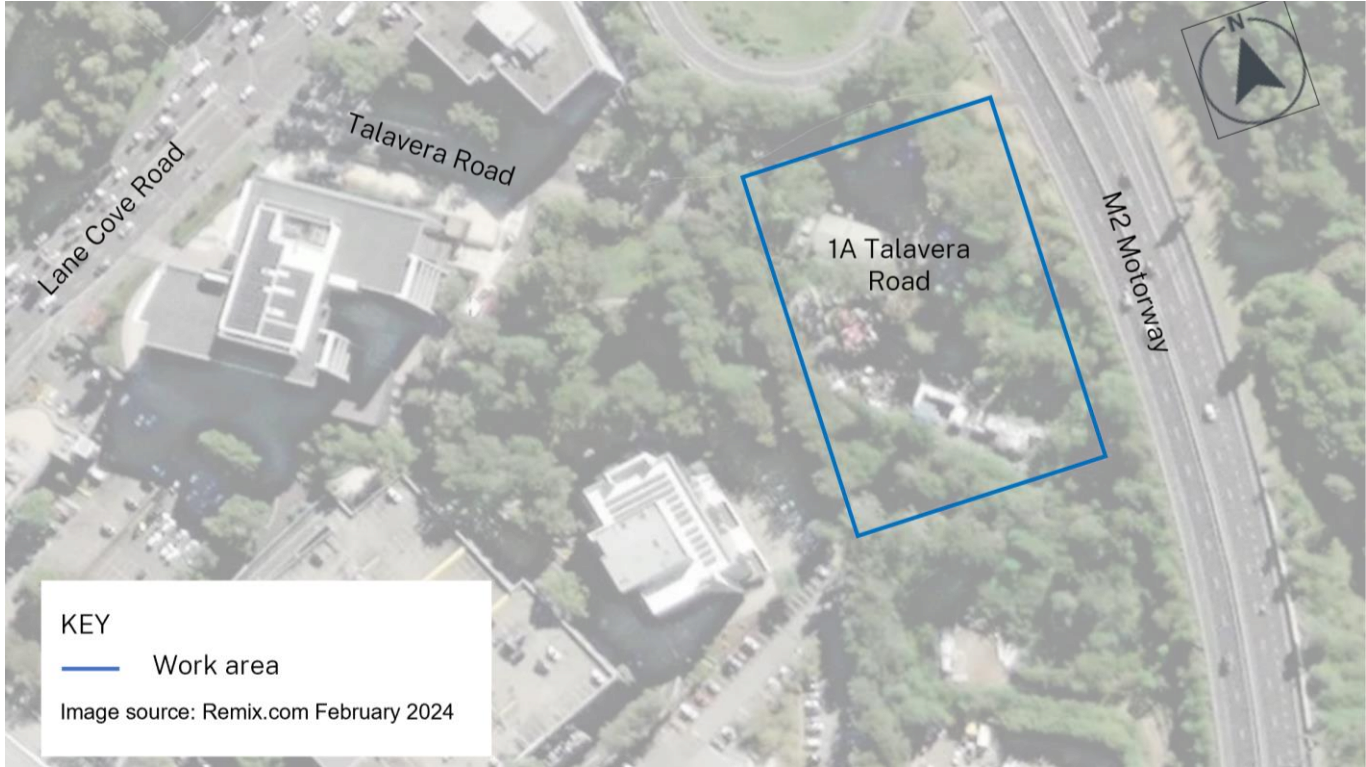 N
Lane Cove Road
Talavera Road
1A Talavera
Road
M2 Motorway
KEY
Work area
Image source: Remix.com February 2024